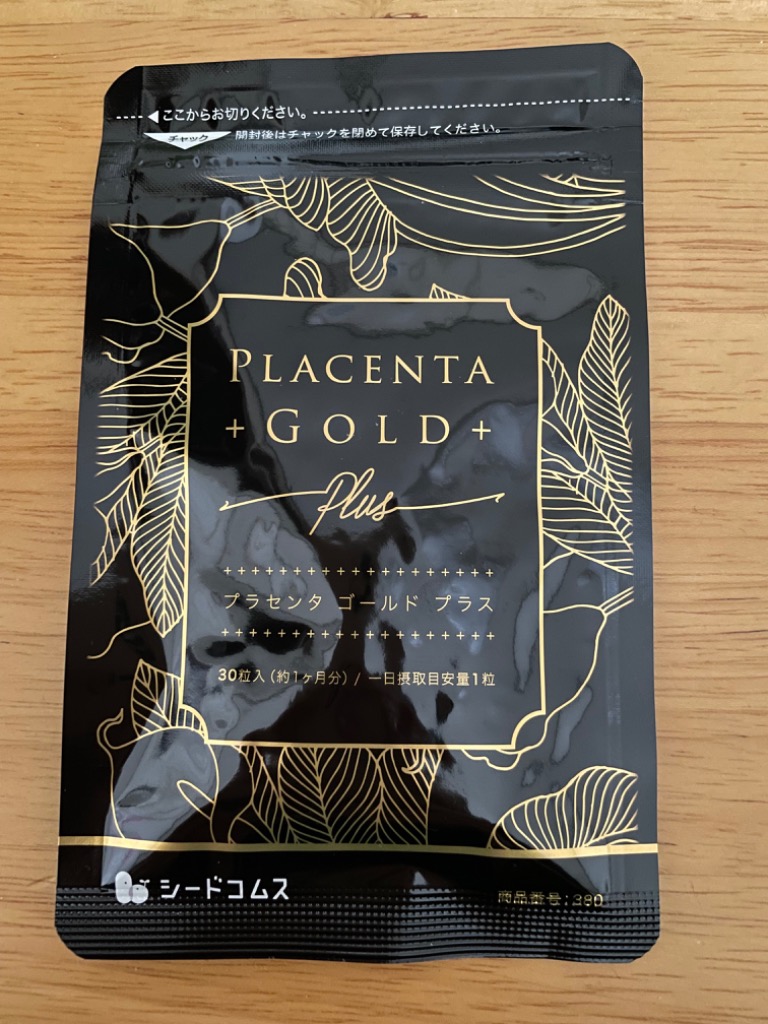 ここからお切りください。
チャック
開封後はチャックを閉めて保存してください。
PLACENTA
+GOLD+
Plus
++++++++++++++++++++
プラセンタ ゴールド プラス
++++++++++++++++++++
30粒入(約1ヶ月分)/ 一日摂取目安量1粒
シードコムス
商品番号:380